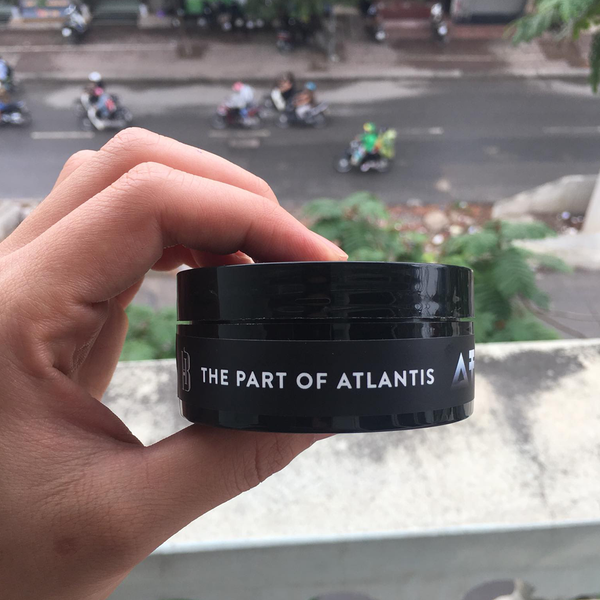 THE PART OF ATLANTIS